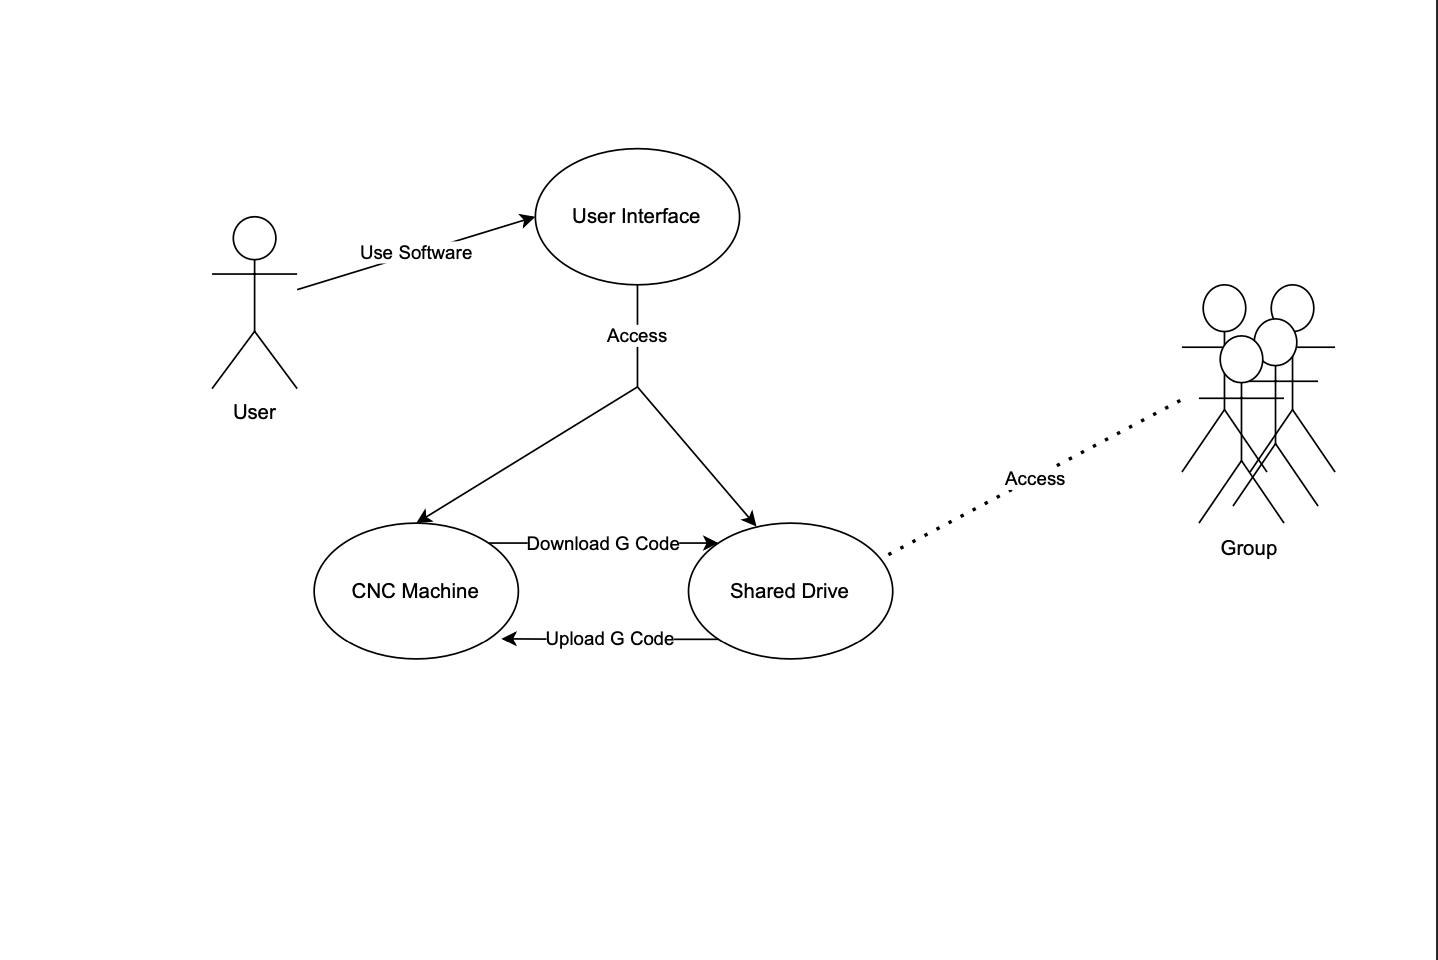 User Interface
Use Software
Access
User
Access
Download G Code
Group
CNC Machine
Shared Drive
Upload G Code